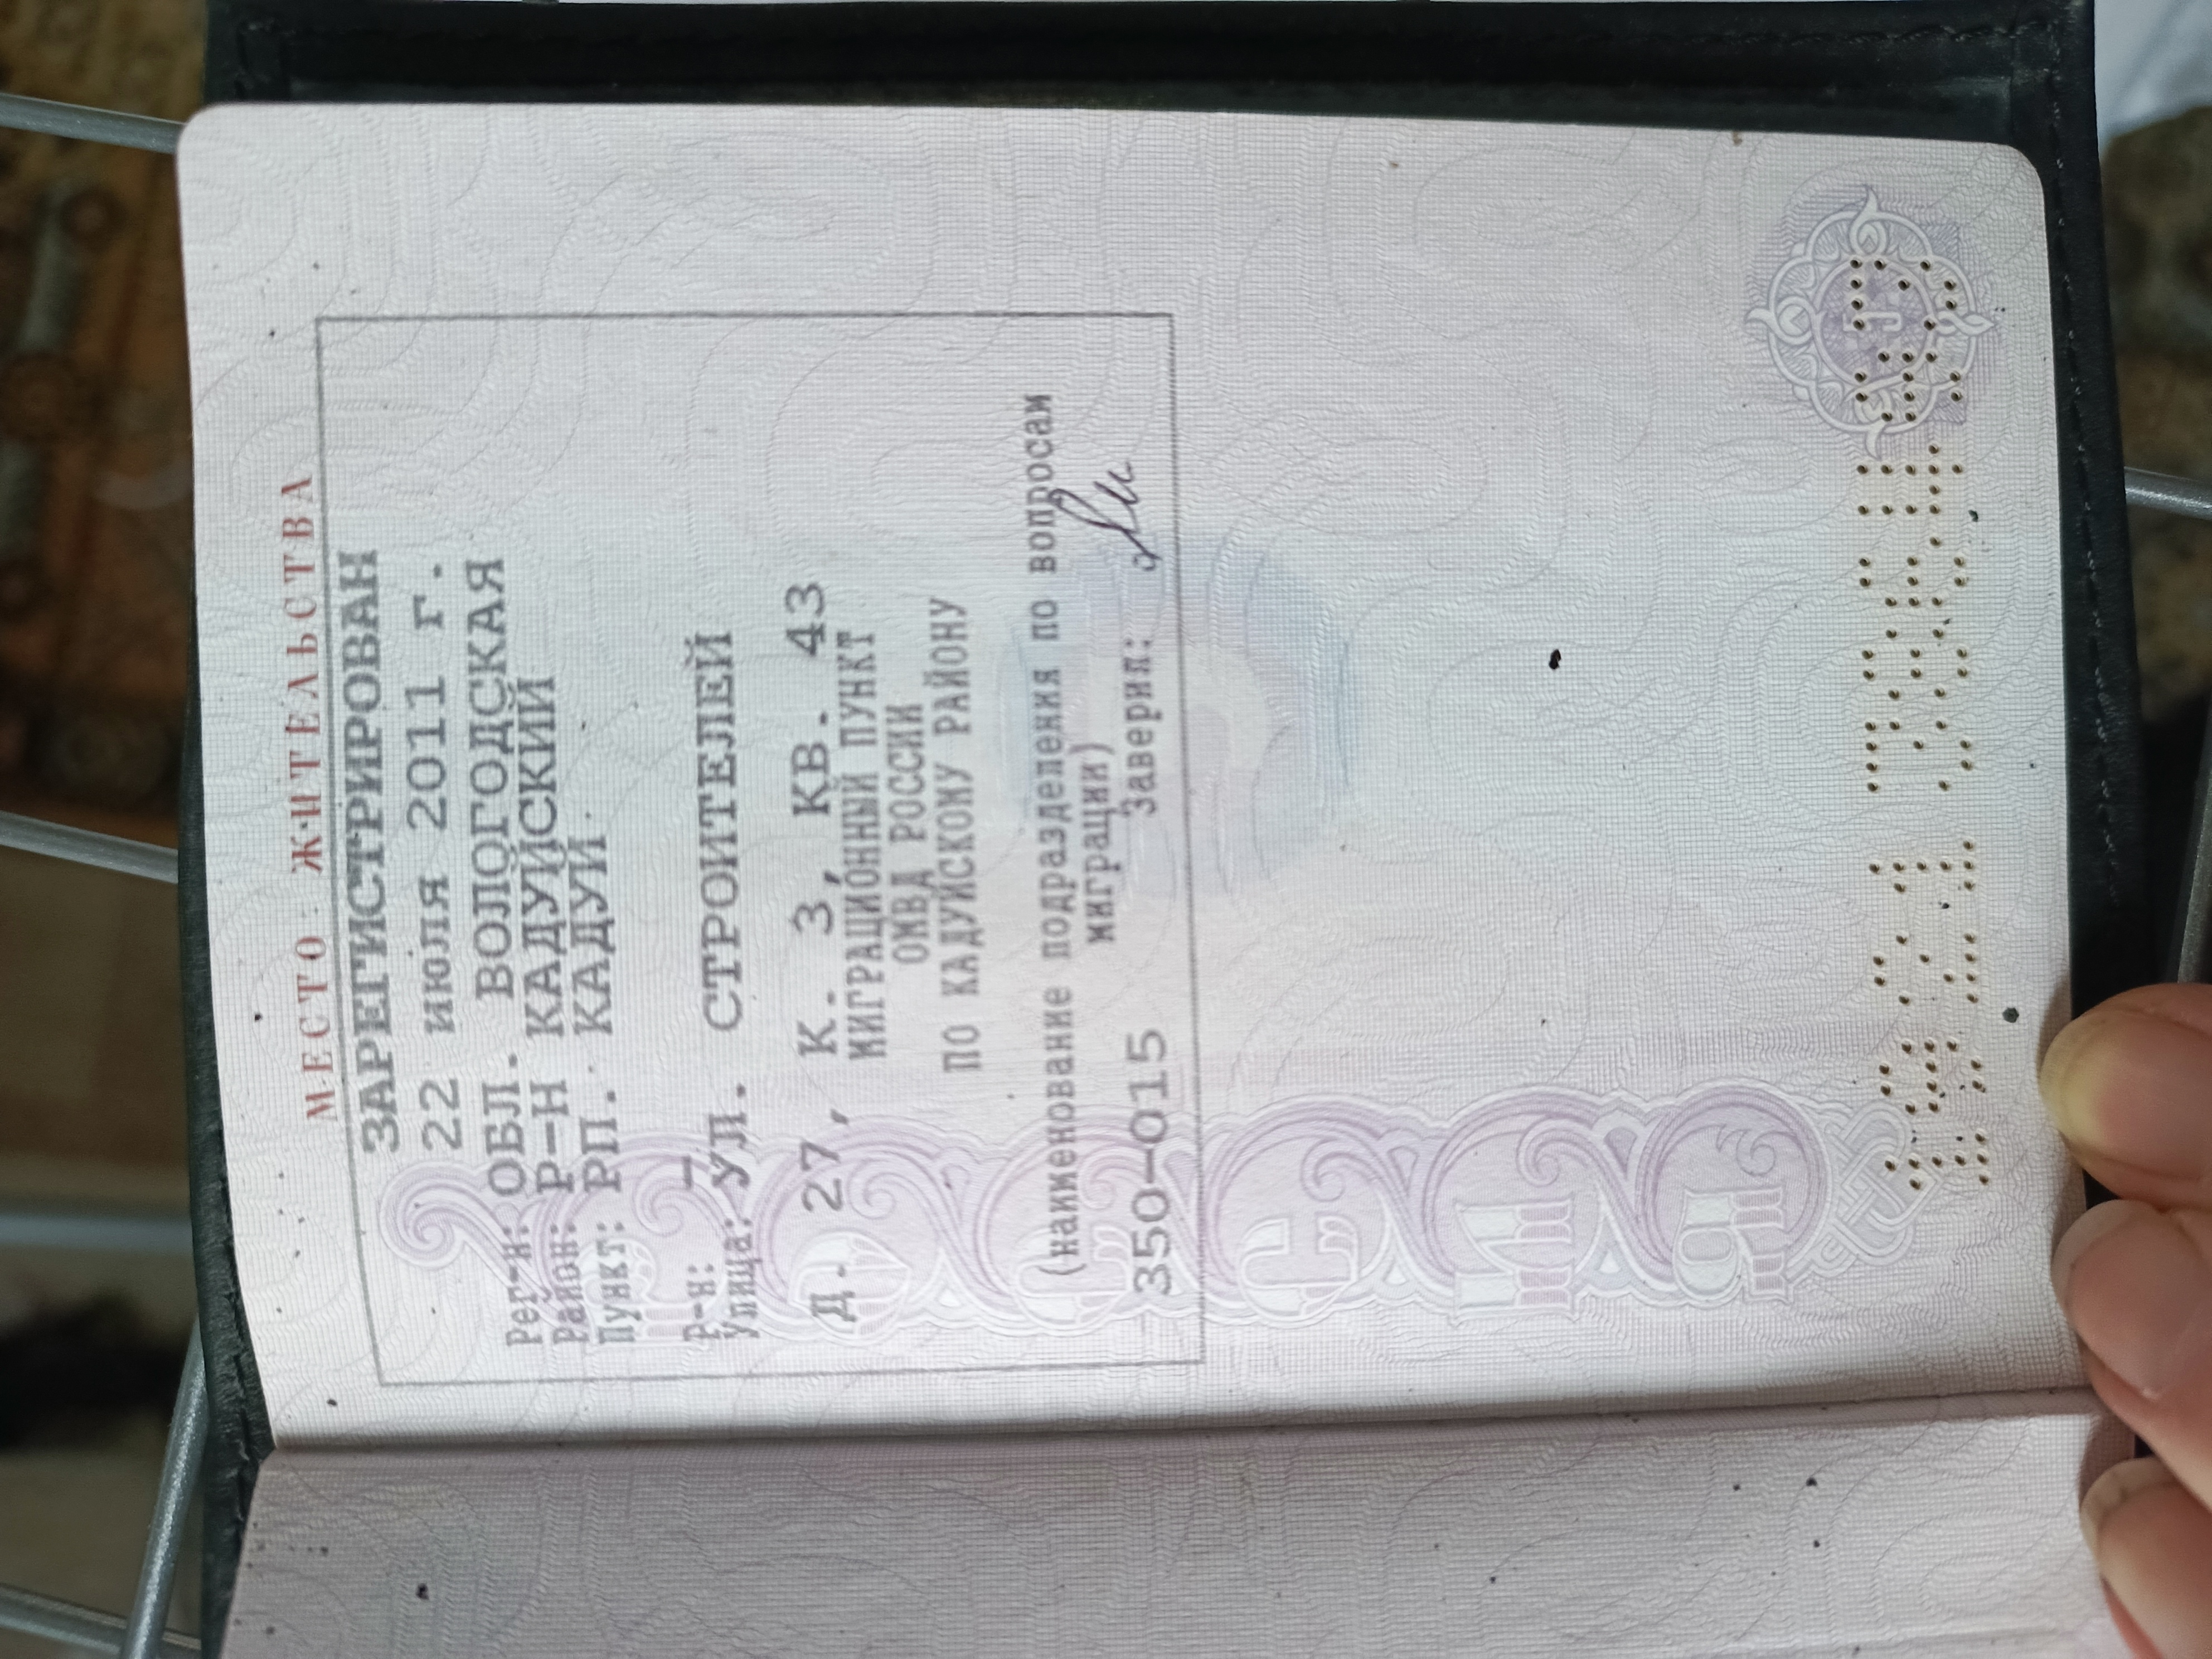 МЕСТО ЖИТЕЛЬСТВА
ЗАРЕГИСТРИРОВАН
22 июля 2011 г.
Рег-н: ОБЛ. ВОЛОГОДСКАЯ
Район: Р-Н КАДУЙСКИЙ
Пункт: РП. КАДУЙ
Р-н: –
Улица: УЛ. СТРОИТЕЛЕЙ
Д. 27, К. 3, КВ. 43
МИГРАЦИОННЫЙ ПУНКТ
ОМВД РОССИИ
ПО КАДУЙСКОМУ РАЙОНУ
(наименование подразделения по вопросам
миграции)
350-015 Заверил: